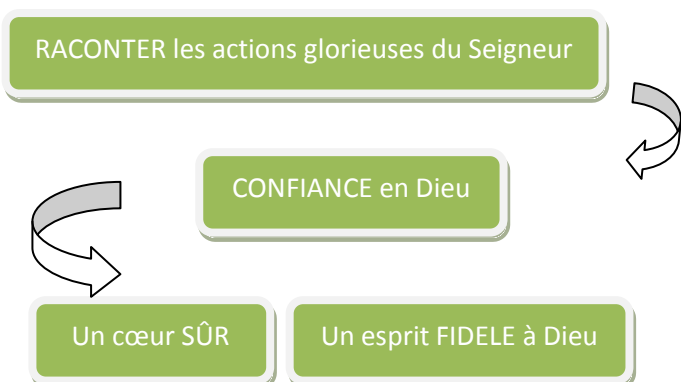 RACONTER les actions glorieuses du Seigneur
CONFIANCE en Dieu
Un cœur SÛR
Un esprit FIDELE à Dieu